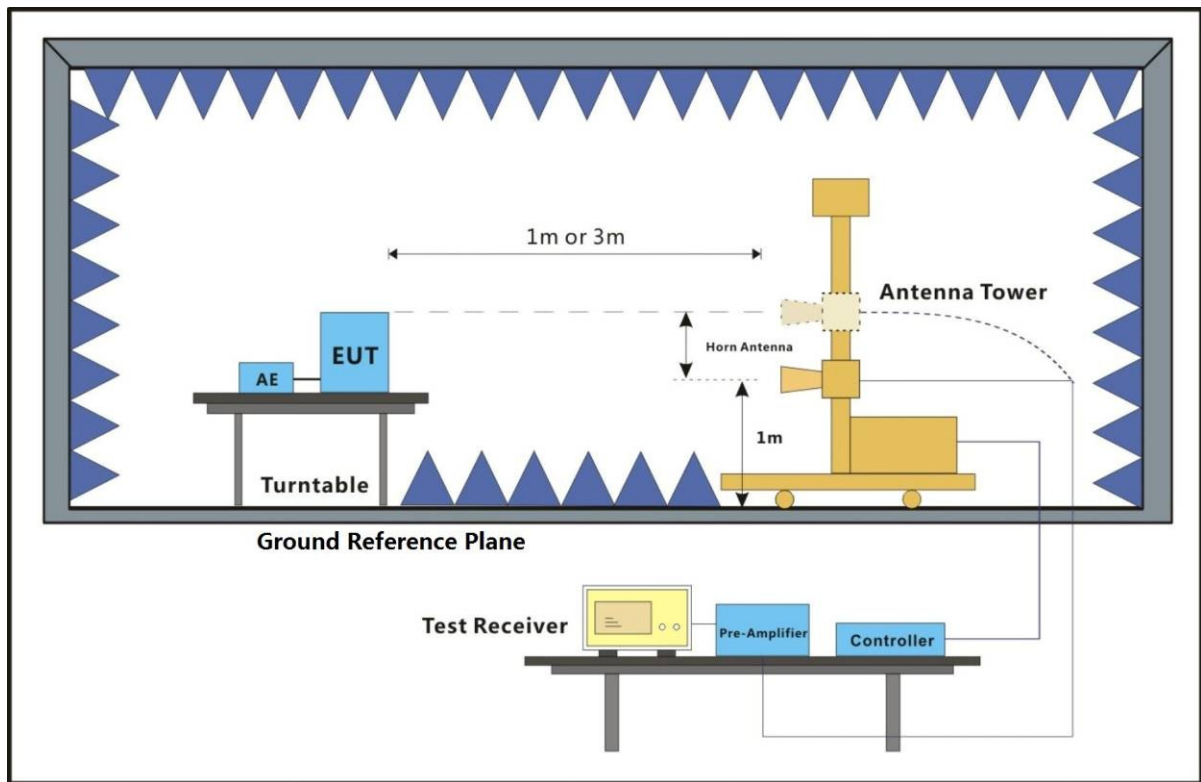 1m or 3m
Antenna Tower
Horn Antenna
EUT
AE
1m
Turntable
Ground Reference Plane
Test Receiver
Pre-Amplifier
Controller